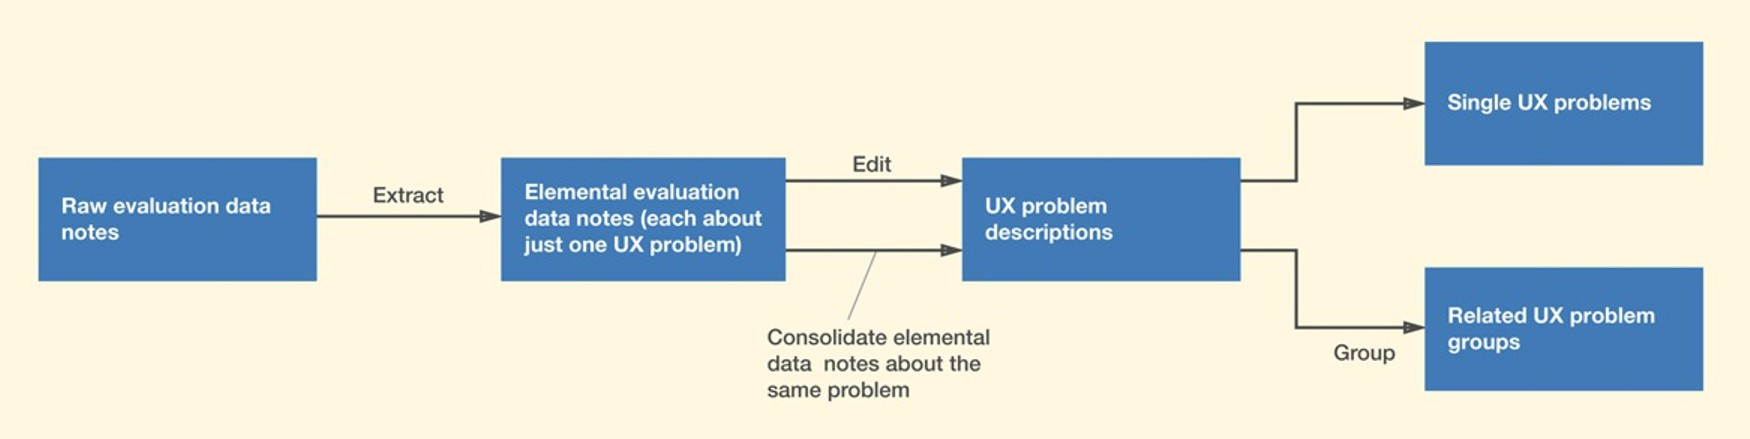 Raw evaluation data
notes
Extract
Elemental evaluation
data notes (each about
just one UX problem)
Edit
Consolidate elemental
data notes about the
same problem
UX problem
descriptions
Single UX problems
Group
Related UX problem
groups